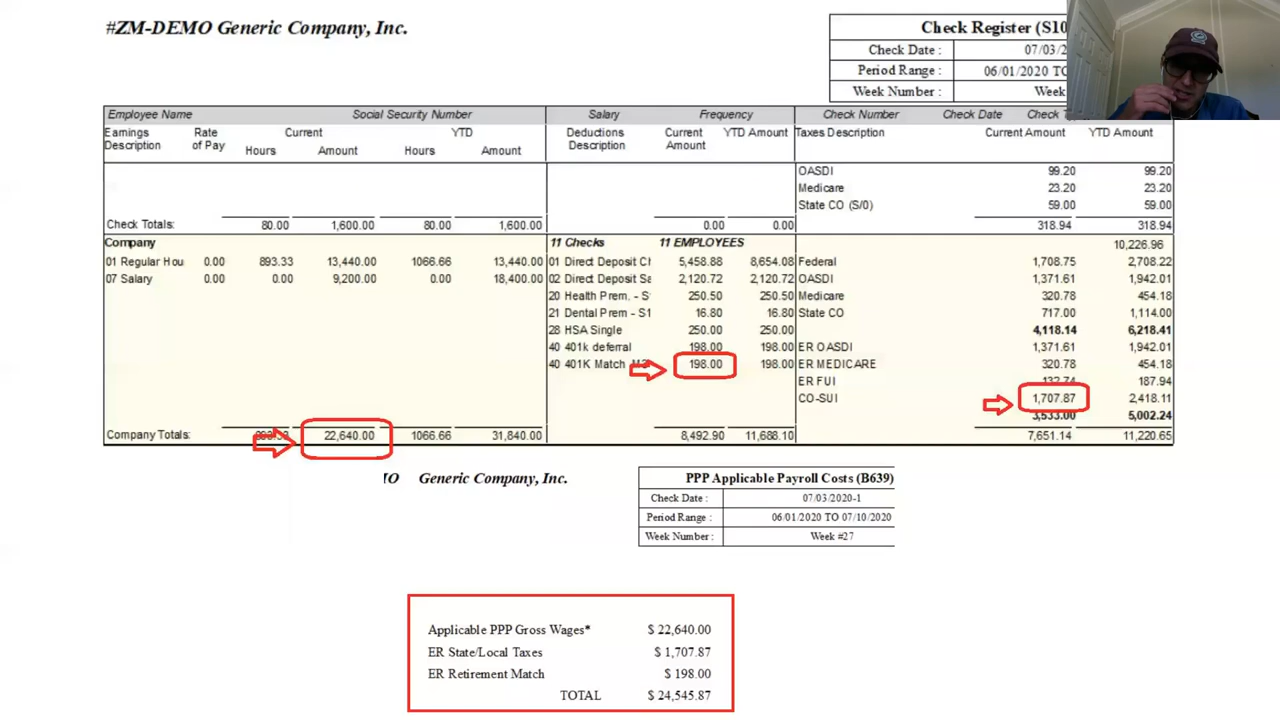 #ZM-DEMO Generic Company, Inc.
Check Register (S10
Check Date : 07/03/2
Period Range : 06/01/2020 TO
Week Number : Week
Employee Name Social Security Number Salary Frequency Check Number Check Date Check T
Earnings Description Rate of Pay Current YTD Deductions Description Current Amount YTD Amount Taxes Description Current Amount YTD Amount
Hours Amount Hours Amount
OASDI 99.20 99.20
Medicare 23.20 23.20
State CO (S/0) 59.00 59.00
Check Totals: 80.00 1,600.00 80.00 1,600.00 0.00 0.00 318.94 318.94
Company 11 Checks 11 EMPLOYEES 10,226.96
01 Regular Hou 0.00 893.33 13,440.00 1066.66 13,440.00 01 Direct Deposit Ch 5,458.88 8,654.08 Federal 1,708.75 2,708.22
07 Salary 0.00 0.00 9,200.00 0.00 18,400.00 02 Direct Deposit Sa 2,120.72 2,120.72 OASDI 1,371.61 1,942.01
20 Health Prem. - S 250.50 250.50 Medicare 320.78 454.18
21 Dental Prem - S1 16.80 16.80 State CO 717.00 1,114.00
28 HSA Single 250.00 250.00 4,118.14 6,218.41
40 401k deferral 198.00 198.00 ER OASDI 1,371.61 1,942.01
40 401K Match 198.00 198.00 ER MEDICARE 320.78 454.18
ER FUI 132.74 187.94
CO-SUI 1,707.87 2,418.11
3,533.00 5,002.24
Company Totals: 893.33 22,640.00 1066.66 31,840.00 8,492.90 11,688.10 7,651.14 11,220.65
MO Generic Company, Inc.
PPP Applicable Payroll Costs (B639)
Check Date : 07/03/2020-1
Period Range : 06/01/2020 TO 07/10/2020
Week Number : Week #27
Applicable PPP Gross Wages* $ 22,640.00
ER State/Local Taxes $ 1,707.87
ER Retirement Match $ 198.00
TOTAL $ 24,545.87